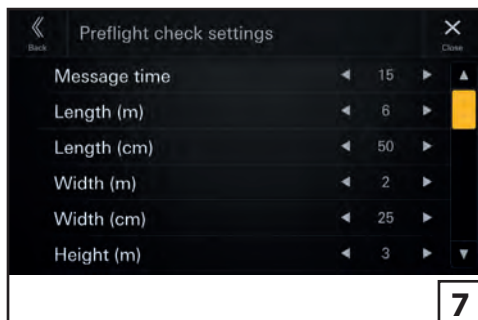 Back Preflight check settings Close
Message time ◄ 15 ►
Length (m) ◄ 6 ►
Length (cm) ◄ 50 ►
Width (m) ◄ 2 ►
Width (cm) ◄ 25 ►
Height (m) ◄ 3 ►
7